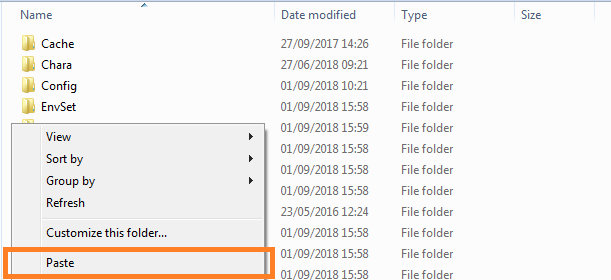 Name Date modified Type Size
Cache 27/09/2017 14:26 File folder
Chara 27/06/2018 09:21 File folder
Config 01/09/2018 10:21 File folder
EnvSet 01/09/2018 15:58 File folder
01/09/2018 15:59 File folder
View 01/09/2018 15:58 File folder
Sort by 01/09/2018 15:58 File folder
Group by 01/09/2018 15:58 File folder
Refresh 23/05/2016 12:24 File folder
Customize this folder... 01/09/2018 15:58 File folder
Paste 01/09/2018 15:58 File folder
01/09/2018 15:58 File folder